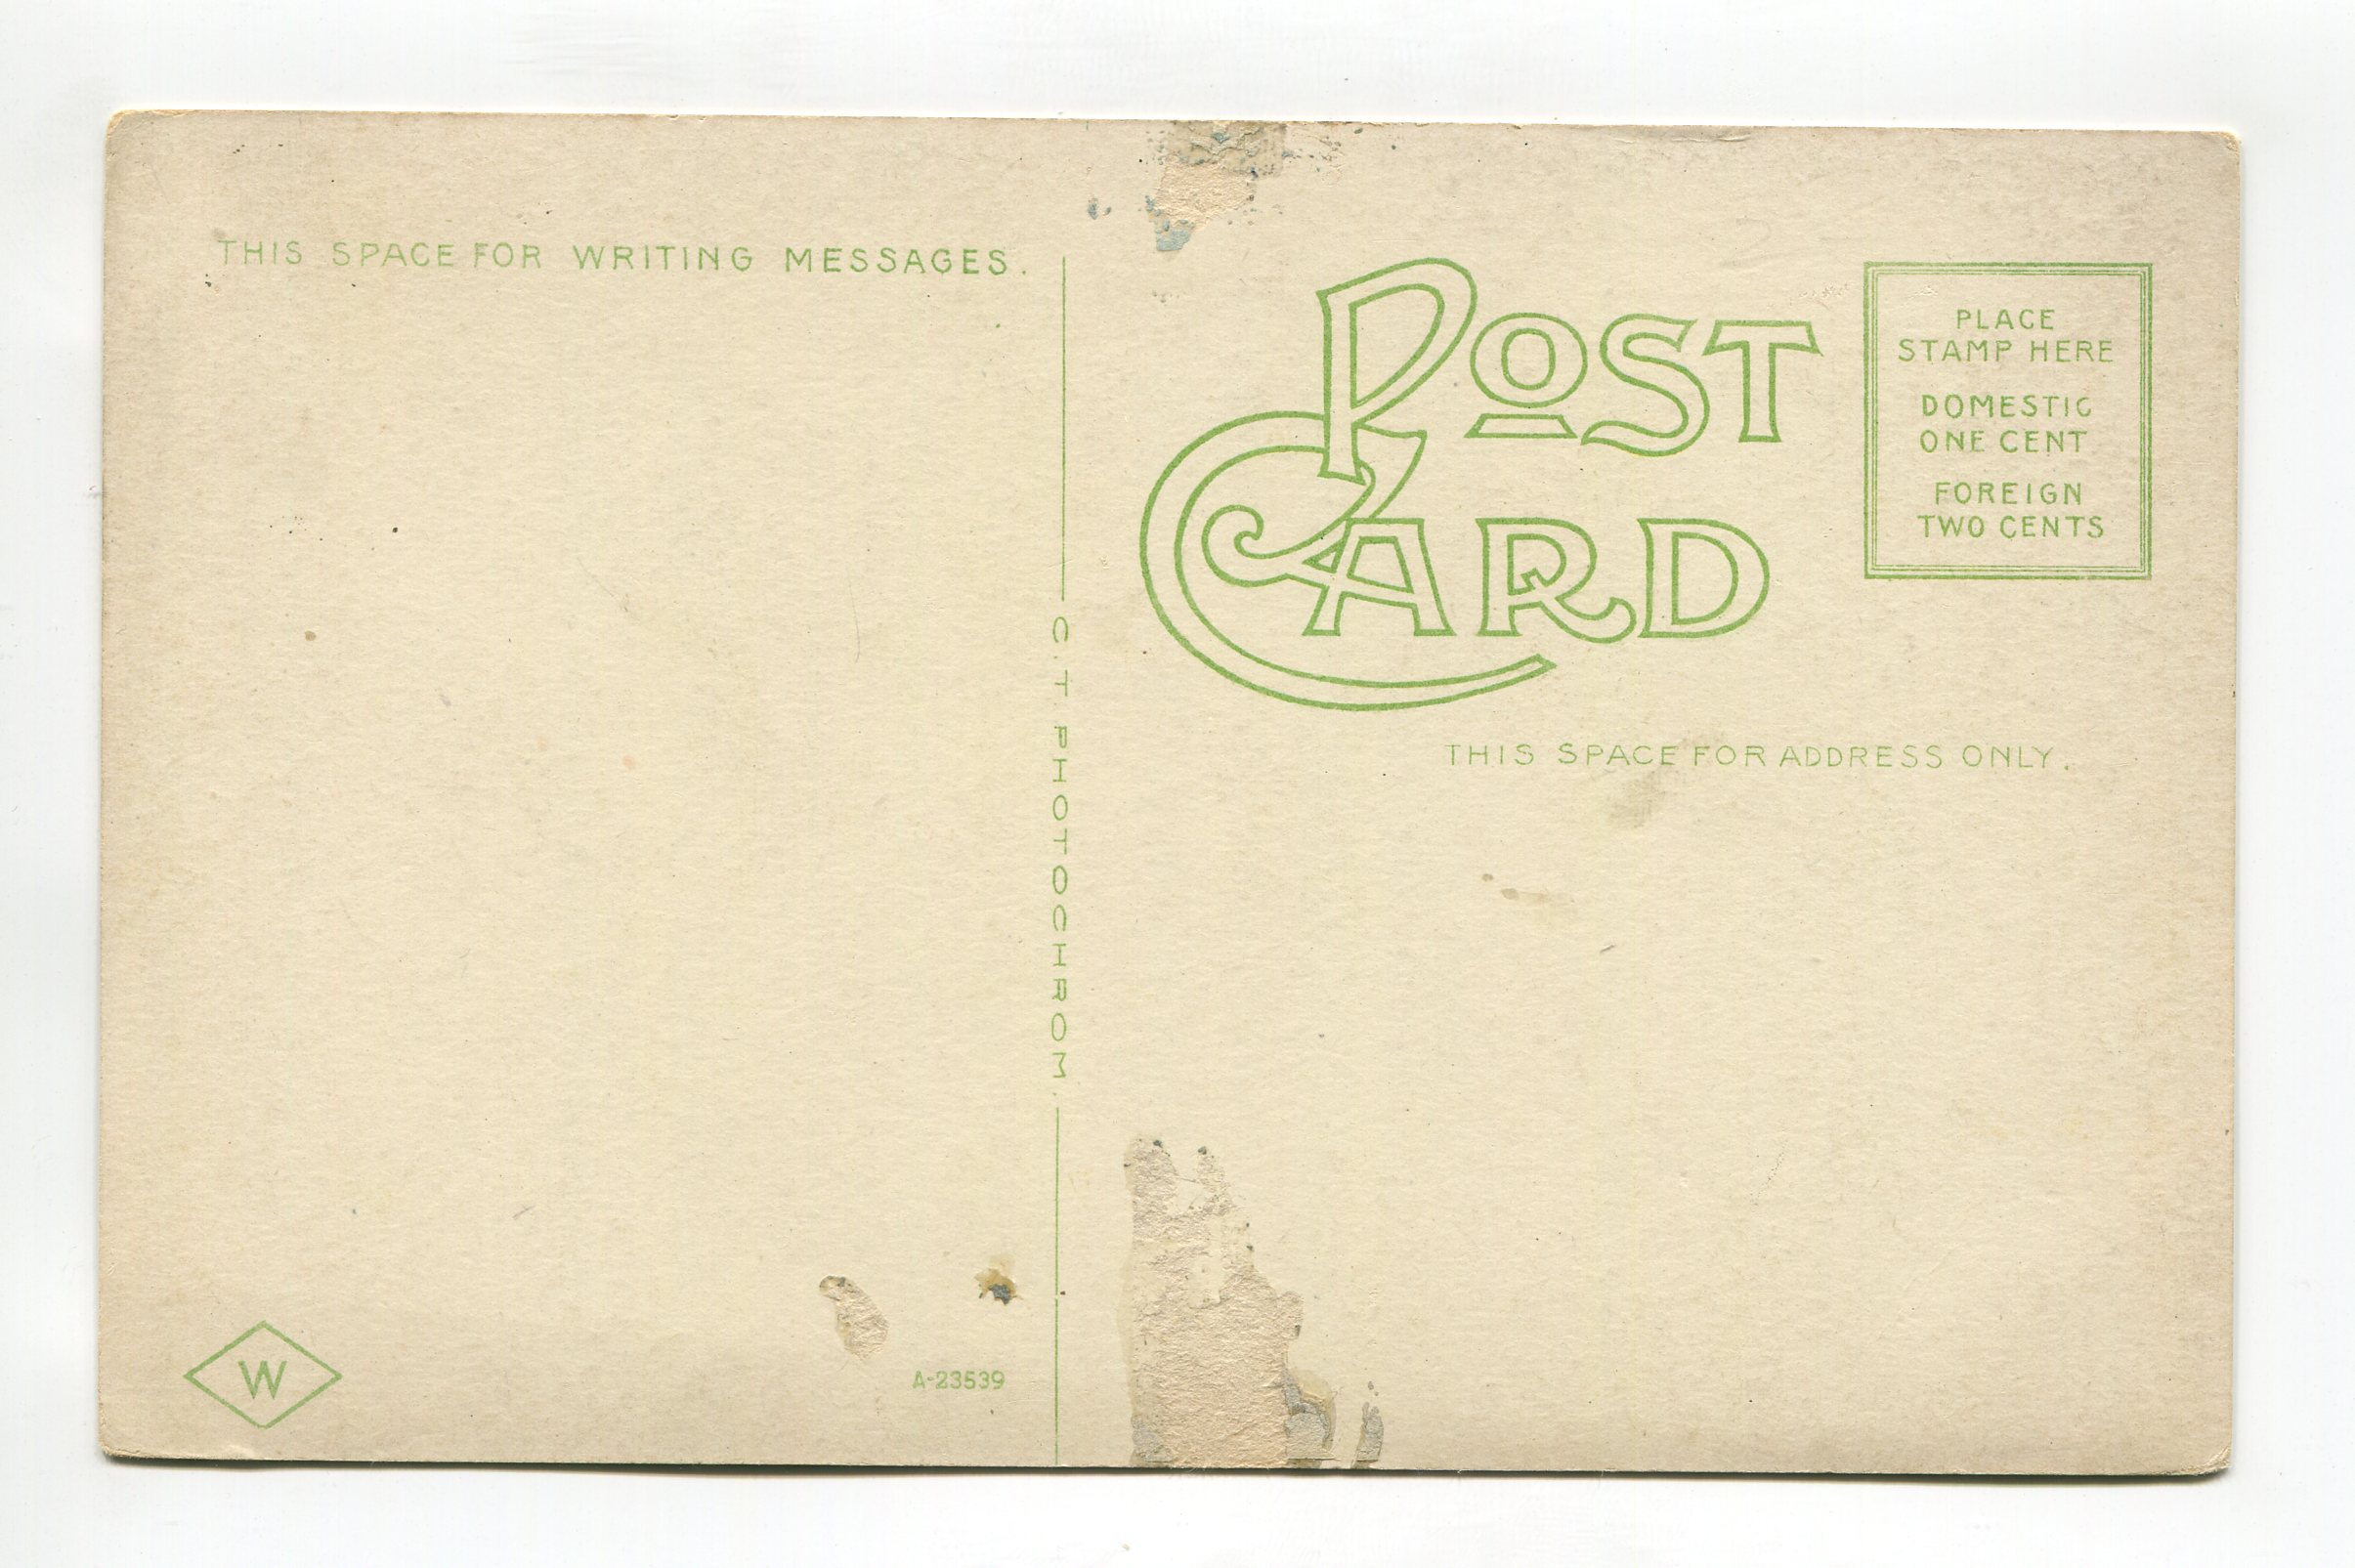 THIS SPACE FOR WRITING MESSAGES.
C. T. PHOTOCHROM
W
A-23539
POST
CARD
PLACE
STAMP HERE
DOMESTIC
ONE CENT
FOREIGN
TWO CENTS
THIS SPACE FOR ADDRESS ONLY.